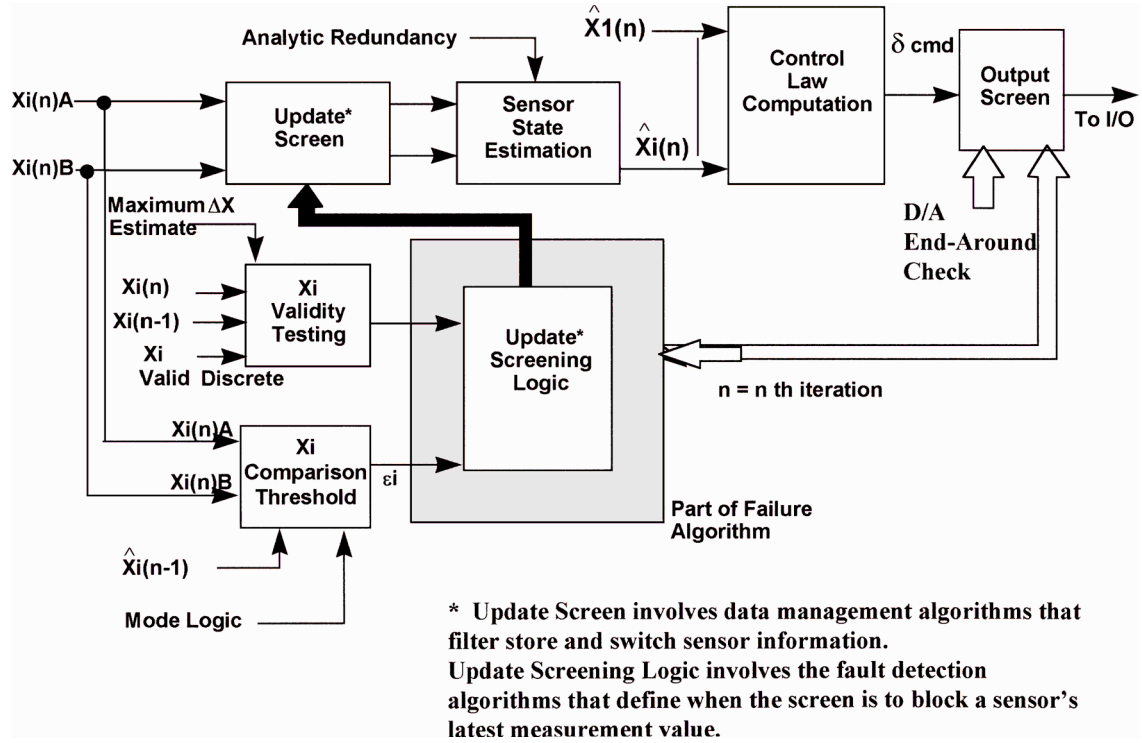 Analytic Redundancy
^
X1(n)
δ cmd
Xi(n)A
Xi(n)B
Update*
Screen
Sensor
State
Estimation
^
Xi(n)
Control
Law
Computation
Output
Screen
To I/O
Maximum ΔX
Estimate
Xi(n)
Xi(n-1)
Xi
Valid Discrete
Xi
Validity
Testing
Update*
Screening
Logic
D/A
End-Around
Check
n = n th iteration
Xi(n)A
Xi(n)B
Xi
Comparison
Threshold
εi
Part of Failure
Algorithm
^
Xi(n-1)
Mode Logic
* Update Screen involves data management algorithms that
filter store and switch sensor information.
Update Screening Logic involves the fault detection
algorithms that define when the screen is to block a sensor's
latest measurement value.